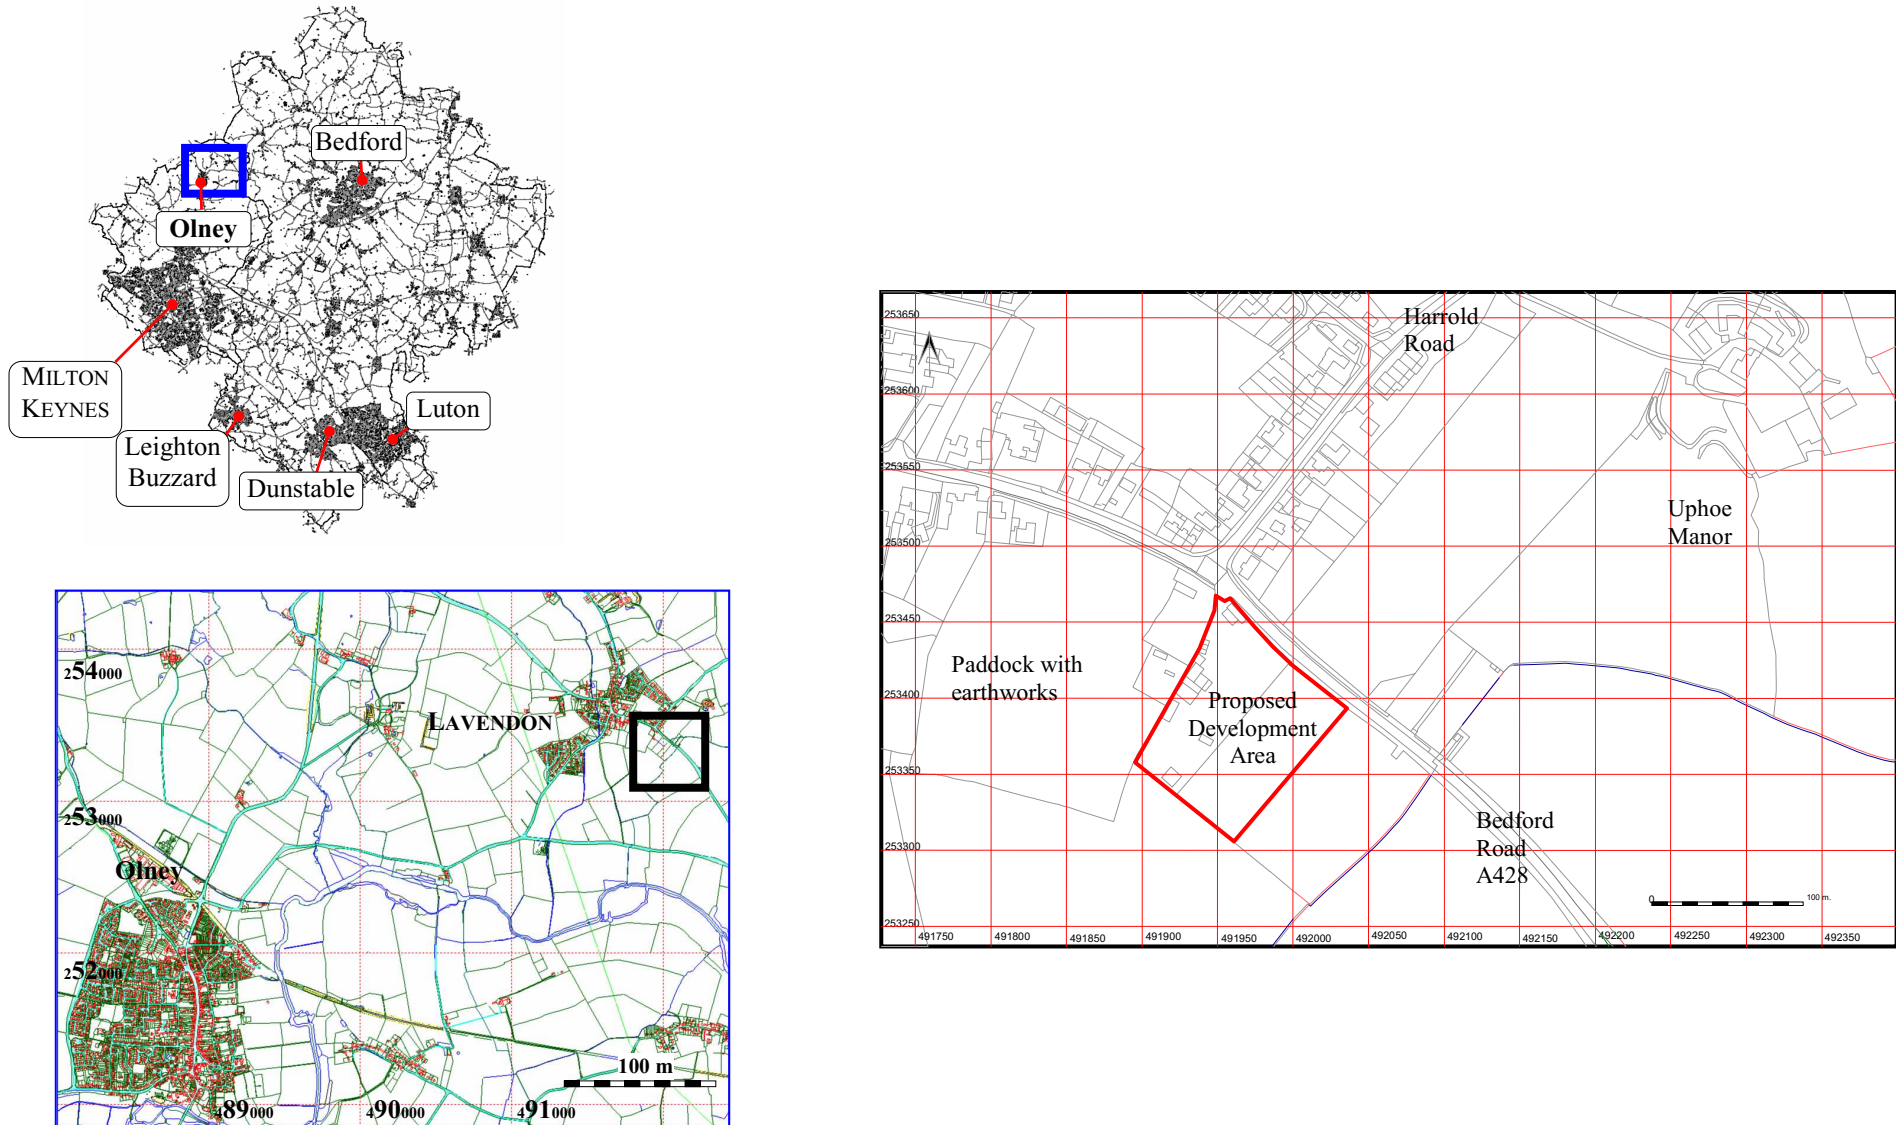 Bedford
Olney
MILTON
KEYNES
Leighton
Buzzard
Luton
Dunstable
254000
LAVENDON
253000
Olney
252000
100 m
489000
490000
491000
253650
Harrold
Road
253600
253550
Uphoe
Manor
253500
253450
Paddock with
earthworks
253400
Proposed
Development
Area
253350
Bedford
Road
A428
253300
0
100 m.
253250
491750
491800
491850
491900
491950
492000
492050
492100
492150
492200
492250
492300
492350